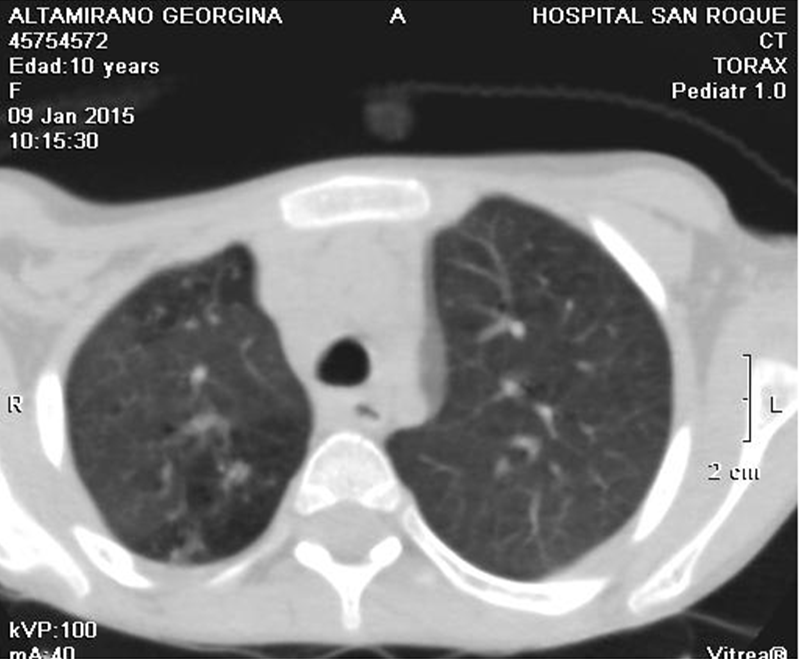 ALTAMIRANO GEORGINA
45754572
Edad:10 years
F
09 Jan 2015
10:15:30
A
HOSPITAL SAN ROQUE
CT
TORAX
Pediatr 1.0
R
L
2 cm
kVP:100
mA:40
Vitrea®